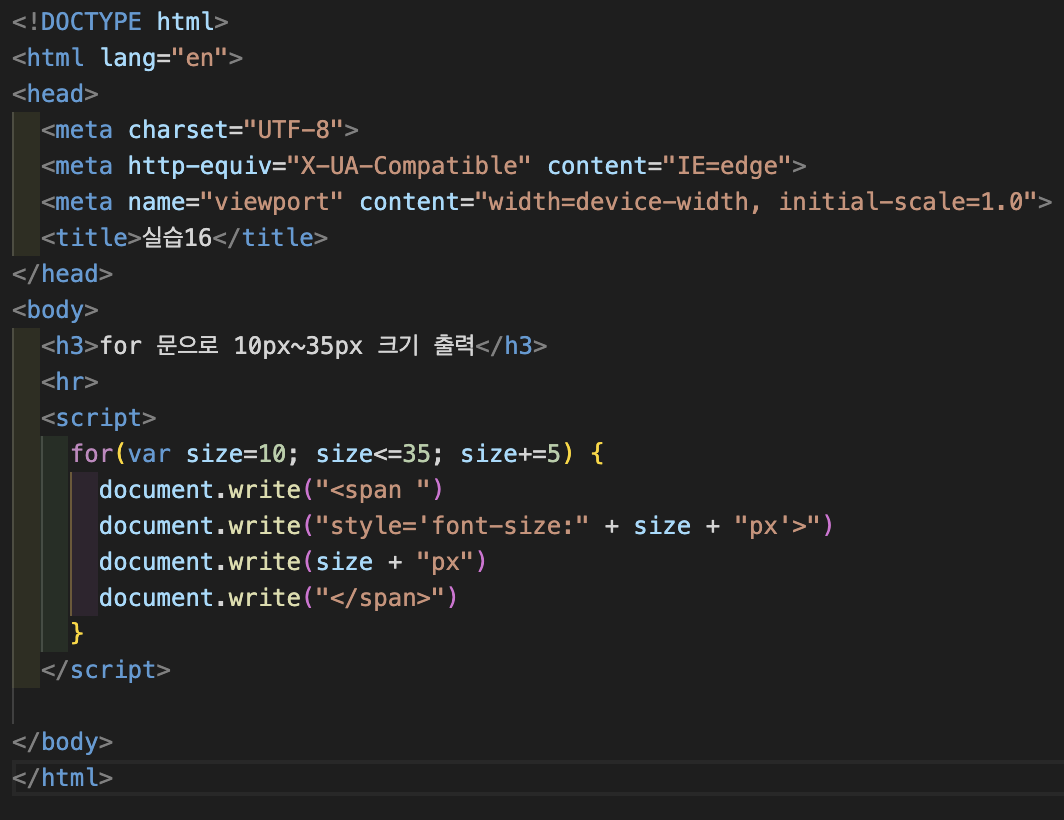 <!DOCTYPE html>
<html lang="en">
<head>
<meta charset="UTF-8">
<meta http-equiv="X-UA-Compatible" content="IE=edge">
<meta name="viewport" content="width=device-width, initial-scale=1.0">
<title>실습16</title>
</head>
<body>
<h3>for 문으로 10px~35px 크기 출력</h3>
<hr>
<script>
for(var size=10; size<=35; size+=5) {
document.write("<span ")
document.write("style='font-size:" + size + "px'>")
document.write(size + "px")
document.write("</span>")
}
</script>
</body>
</html>